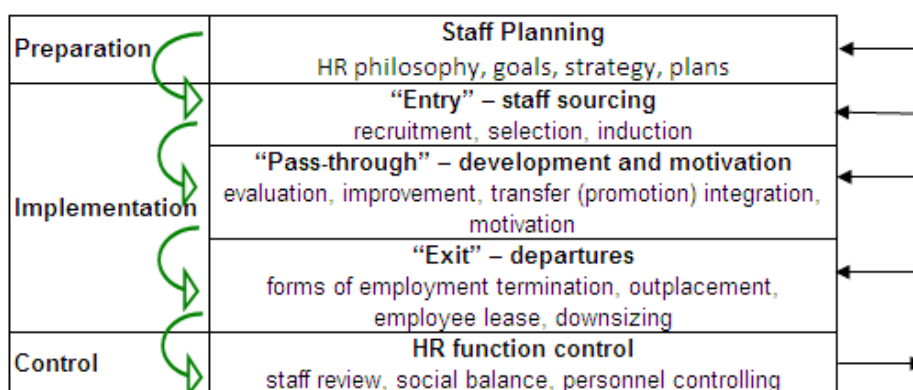 Preparation
Staff Planning
HR philosophy, goals, strategy, plans
Implementation
“Entry” – staff sourcing
recruitment, selection, induction
“Pass-through” – development and motivation
evaluation, improvement, transfer (promotion) integration,
motivation
“Exit” – departures
forms of employment termination, outplacement,
employee lease, downsizing
Control
HR function control
staff review, social balance, personnel controlling